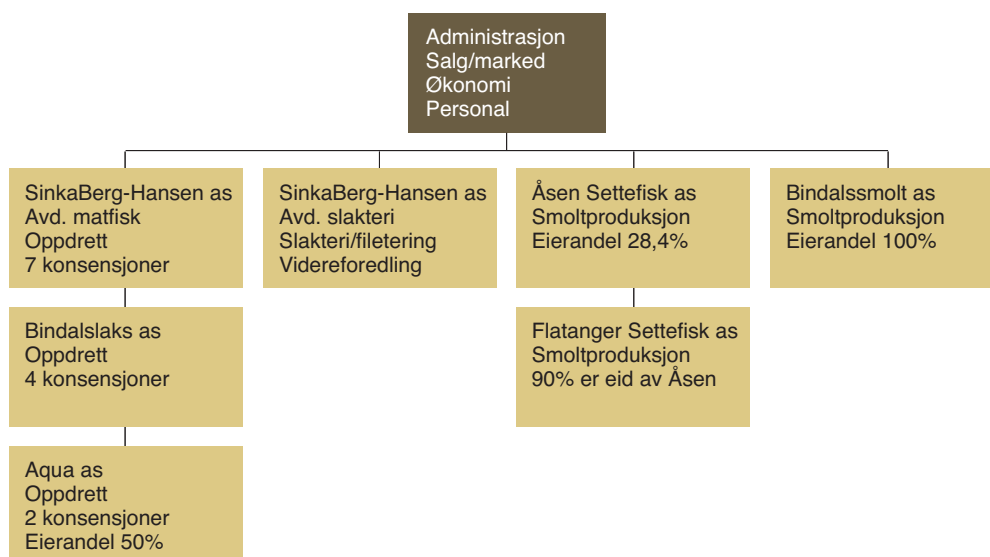 Administrasjon
Salg/marked
Økonomi
Personal
SinkaBerg-Hansen as
Avd. matfisk
Oppdrett
7 konsensjoner
SinkaBerg-Hansen as
Avd. slakteri
Slakteri/filetering
Videreforedling
Åsen Settefisk as
Smoltproduksjon
Eierandel 28,4%
Bindalssmolt as
Smoltproduksjon
Eierandel 100%
Bindalslaks as
Oppdrett
4 konsensjoner
Flatanger Settefisk as
Smoltproduksjon
90% er eid av Åsen
Aqua as
Oppdrett
2 konsensjoner
Eierandel 50%